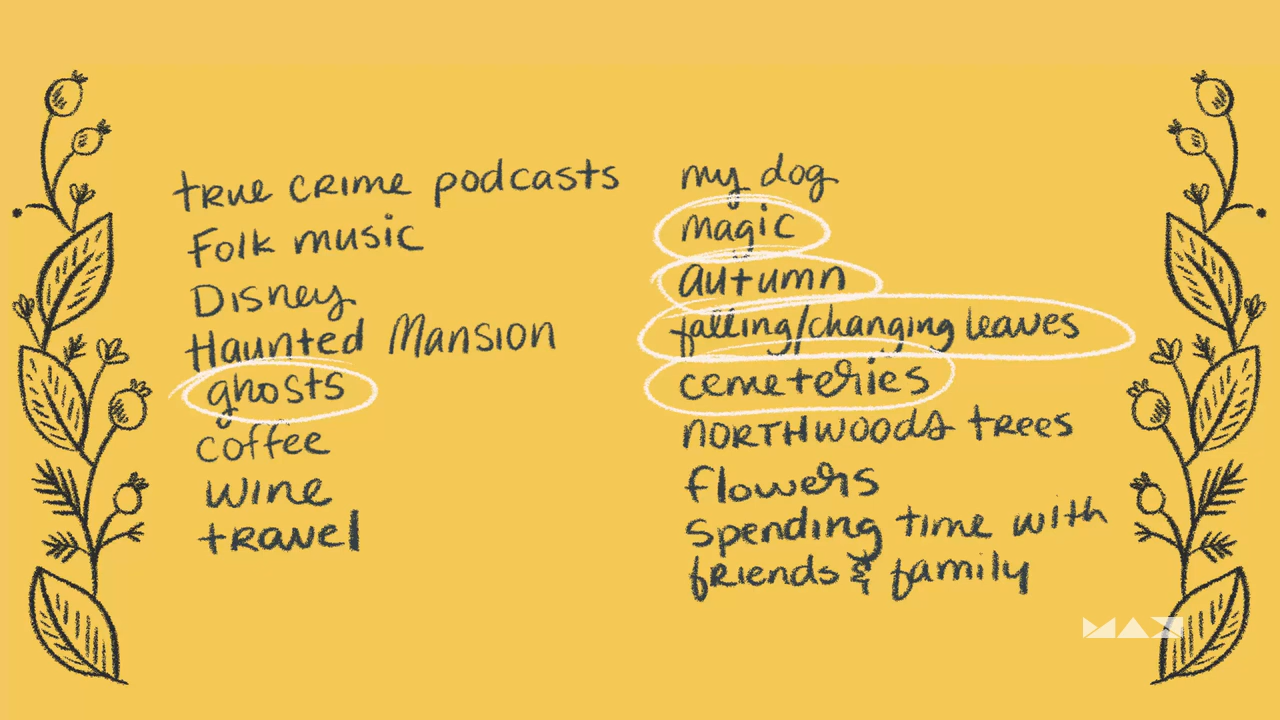 true crime podcasts
Folk music
Disney
Haunted Mansion
ghosts
coffee
wine
travel
my dog
magic
autumn
falling/changing leaves
cemeteries
northwoods trees
flowers
spending time with
friends & family
MAX